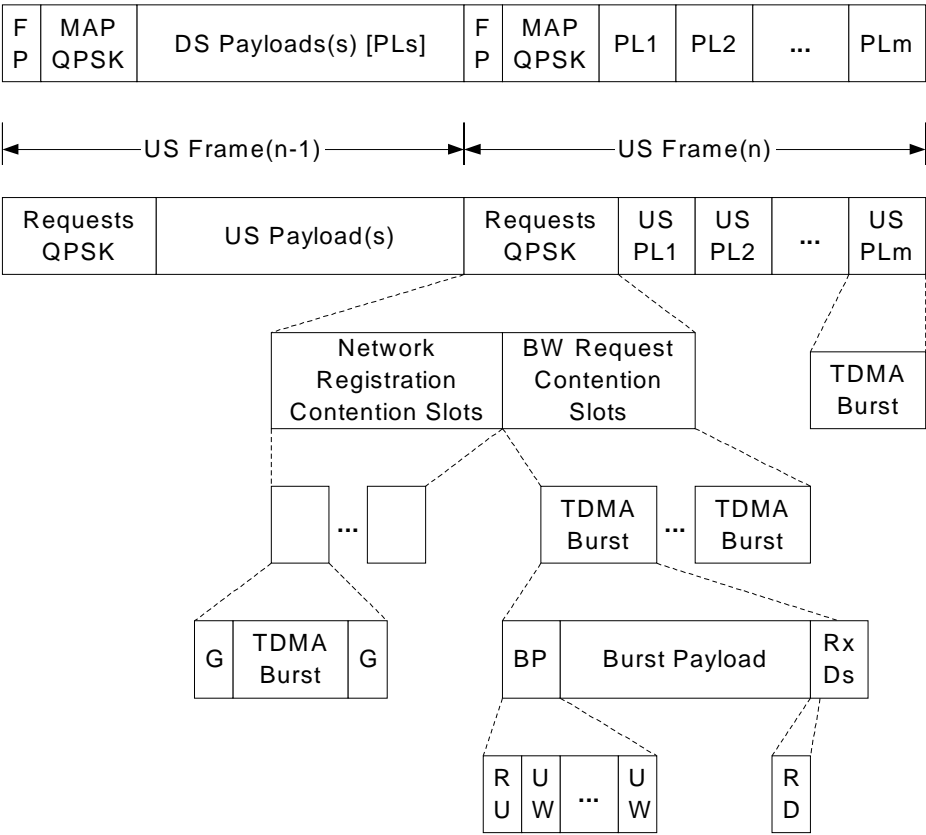 F P
MAP QPSK
DS Payloads(s) [PLs]
F P
MAP QPSK
PL1
PL2
...
PLm
US Frame(n-1)
US Frame(n)
Requests QPSK
US Payload(s)
Requests QPSK
US PL1
US PL2
...
US PLm
Network
Registration
Contention Slots
BW Request
Contention
Slots
TDMA
Burst
...
TDMA
Burst
...
TDMA
Burst
G
TDMA
Burst
G
BP
Burst Payload
Rx
Ds
R
U
U
W
...
U
W
R
D